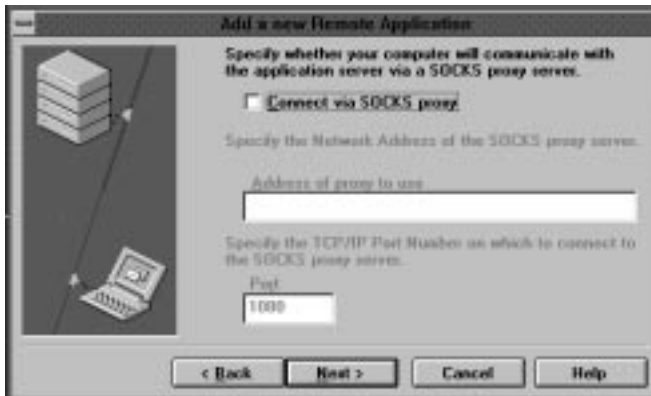 Add a new Remote Application
Specify whether your computer will communicate with
the application server via a SOCKS proxy server.
Connect via SOCKS proxy
Specify the Network Address of the SOCKS proxy server.
Address of proxy to use
Specify the TCP/IP Port Number on which to connect to
the SOCKS proxy server.
Port
1080
< Back
Next >
Cancel
Help